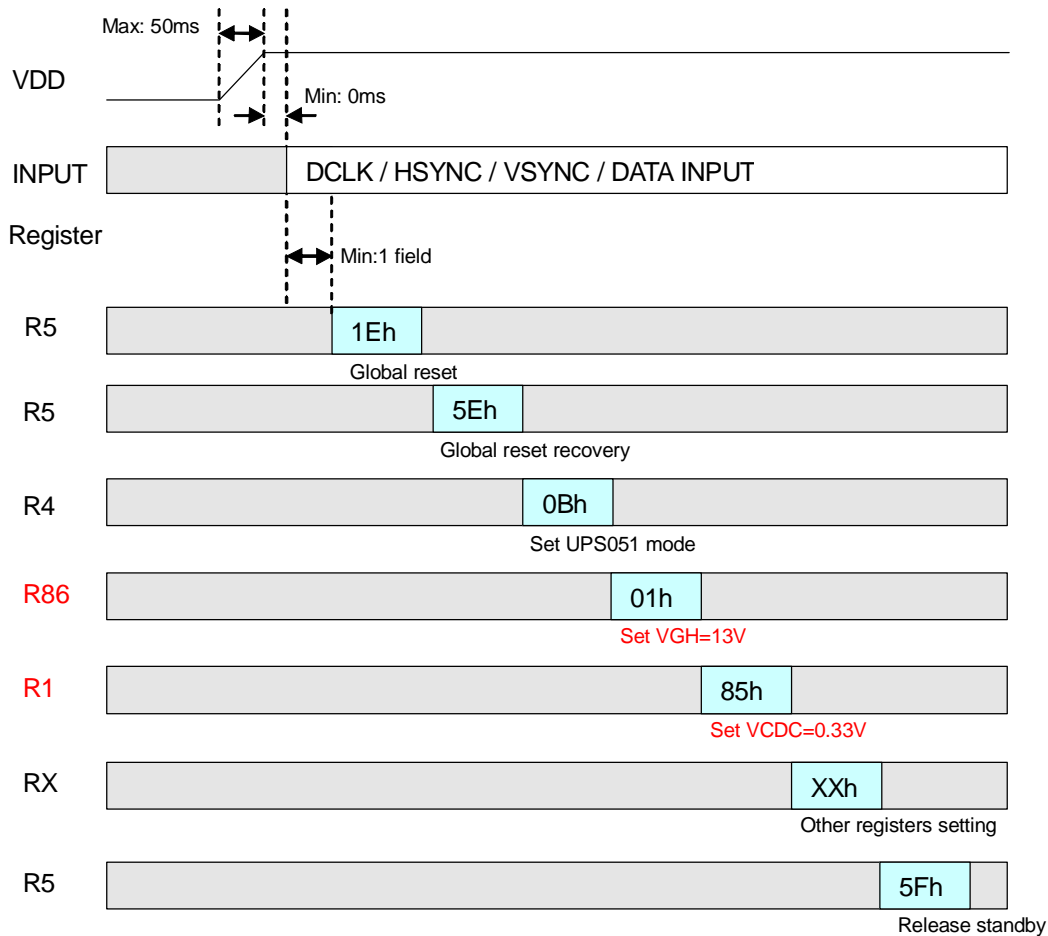 Max: 50ms
VDD
Min: 0ms
INPUT
DCLK / HSYNC / VSYNC / DATA INPUT
Register
Min:1 field
R5
1Eh
Global reset
R5
5Eh
Global reset recovery
R4
0Bh
Set UPS051 mode
R86
01h
Set VGH=13V
R1
85h
Set VCDC=0.33V
RX
XXh
Other registers setting
R5
5Fh
Release standby